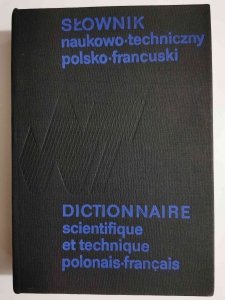 SŁOWNIK
naukowo-techniczny
polsko-francuski
DICTIONNAIRE
scientifique
et technique
polonais-français